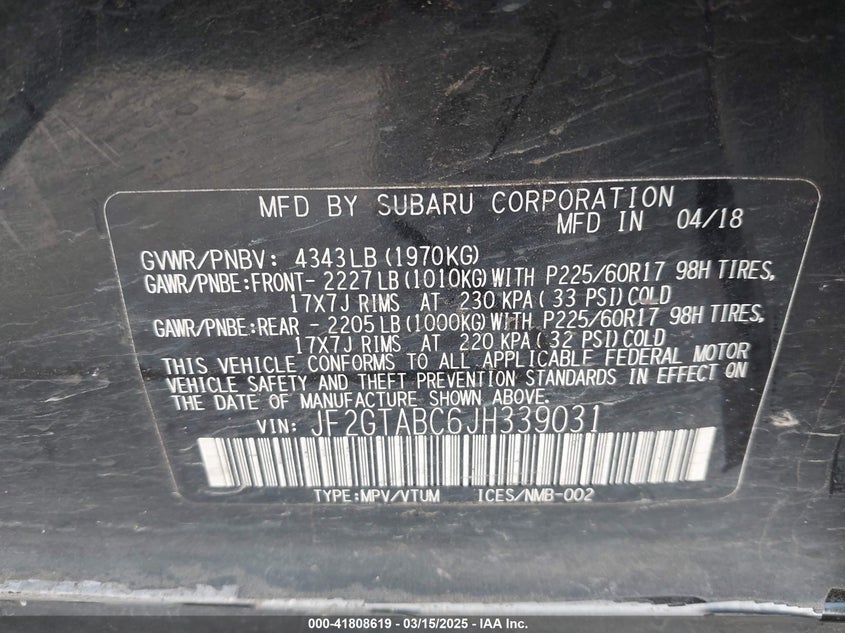 MFD BY SUBARU CORPORATION
MFD IN 04/18
GVWR/PNBV: 4343LB (1970KG)
GAWR/PNBE:FRONT- 2227LB (1010KG) WITH P225/60R17 98H TIRES,
17X7J RIMS AT 230 KPA ( 33 PSI) COLD
GAWR/PNBE:REAR - 2205LB (1000KG) WITH P225/60R17 98H TIRES,
17X7J RIMS AT 220 KPA ( 32 PSI) COLD
THIS VEHICLE CONFORMS TO ALL APPLICABLE FEDERAL MOTOR
VEHICLE SAFETY AND THEFT PREVENTION STANDARDS IN EFFECT ON
THE DATE OF MANUFACTURE SHOWN ABOVE.
VIN: JF2GTABC6JH339031
TYPE:MPV/VTUM ICES/NMB-002
000-41808619 - 03/15/2025 - IAA